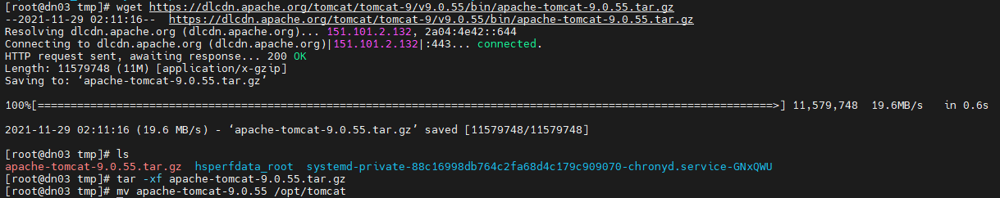 [root@dn03 tmp]# wget https://dlcdn.apache.org/tomcat/tomcat-9/v9.0.55/bin/apache-tomcat-9.0.55.tar.gz
--2021-11-29 02:11:16--  https://dlcdn.apache.org/tomcat/tomcat-9/v9.0.55/bin/apache-tomcat-9.0.55.tar.gz
Resolving dlcdn.apache.org (dlcdn.apache.org)... 151.101.2.132, 2a04:4e42::644
Connecting to dlcdn.apache.org (dlcdn.apache.org)|151.101.2.132|:443... connected.
HTTP request sent, awaiting response... 200 OK
Length: 11579748 (11M) [application/x-gzip]
Saving to: ‘apache-tomcat-9.0.55.tar.gz’
100%[================================================================================================================>] 11,579,748  19.6MB/s   in 0.6s
2021-11-29 02:11:16 (19.6 MB/s) - ‘apache-tomcat-9.0.55.tar.gz’ saved [11579748/11579748]
[root@dn03 tmp]# ls
apache-tomcat-9.0.55.tar.gz  hsperfdata_root  systemd-private-88c16998db764c2fa68d4c179c909070-chronyd.service-GNxQWU
[root@dn03 tmp]# tar -xf apache-tomcat-9.0.55.tar.gz
[root@dn03 tmp]# mv apache-tomcat-9.0.55 /opt/tomcat